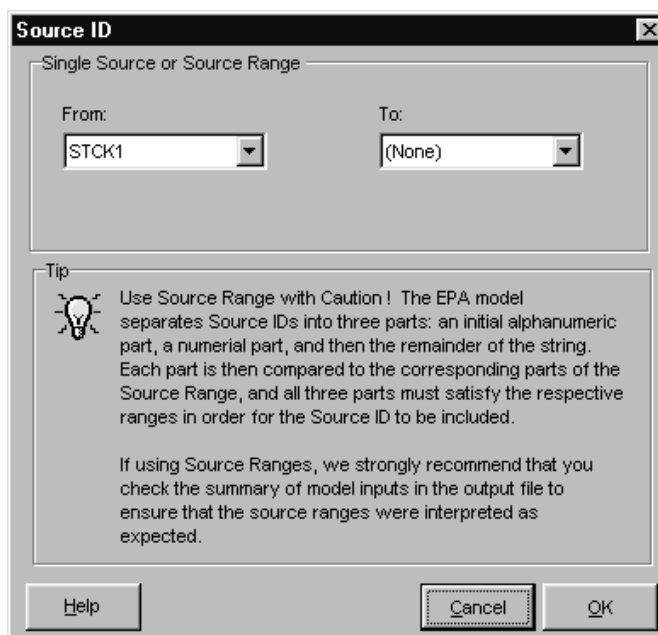 Source ID
Single Source or Source Range
From: To:
STCK1 (None)
Tip
Use Source Range with Caution ! The EPA model
separates Source IDs into three parts: an initial alphanumeric
part, a numerial part, and then the remainder of the string.
Each part is then compared to the corresponding parts of the
Source Range, and all three parts must satisfy the respective
ranges in order for the Source ID to be included.
If using Source Ranges, we strongly recommend that you
check the summary of model inputs in the output file to
ensure that the source ranges were interpreted as
expected.
Help Cancel OK